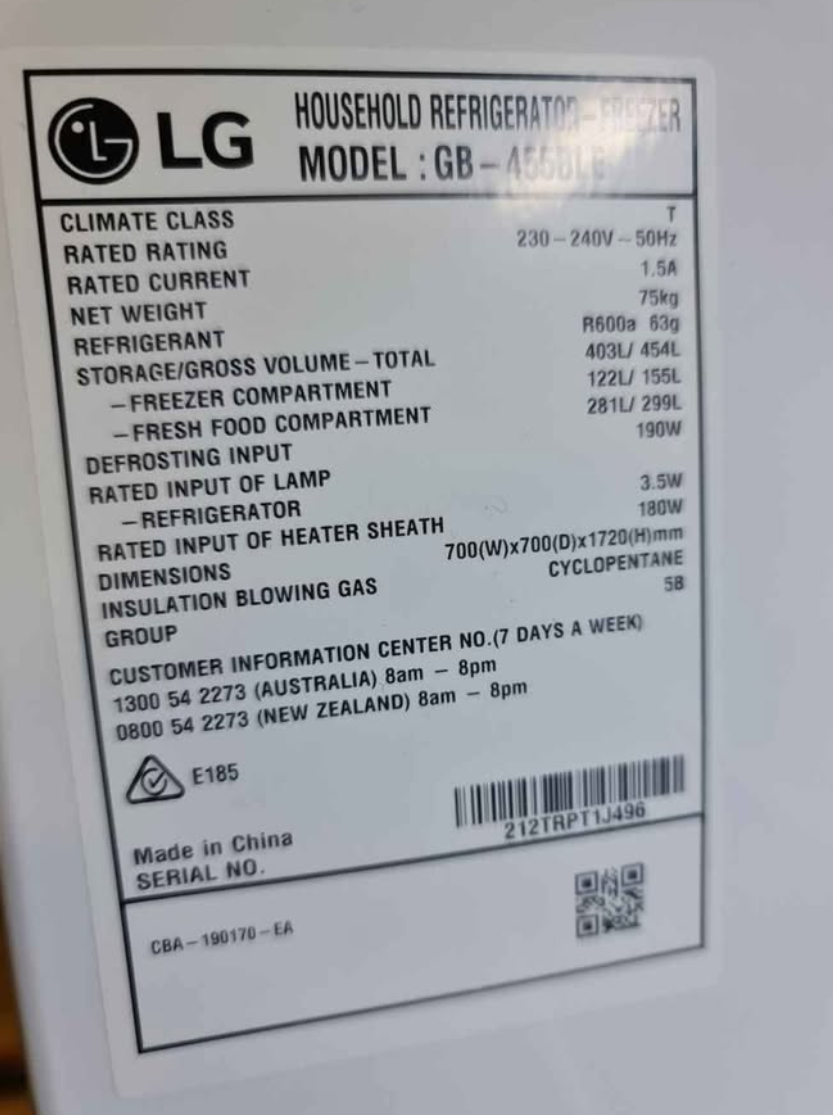 LG
HOUSEHOLD REFRIGERATOR–FREEZER
MODEL : GB –
CLIMATE CLASS T
RATED RATING 230–240V–50Hz
RATED CURRENT 1.5A
NET WEIGHT 75kg
REFRIGERANT R600a 63g
STORAGE/GROSS VOLUME–TOTAL 403L/ 454L
–FREEZER COMPARTMENT 122L/ 155L
–FRESH FOOD COMPARTMENT 281L/ 299L
DEFROSTING INPUT 190W
RATED INPUT OF LAMP
–REFRIGERATOR 3.5W
RATED INPUT OF HEATER SHEATH 180W
DIMENSIONS 700(W)x700(D)x1720(H)mm
INSULATION BLOWING GAS CYCLOPENTANE
GROUP 5B
CUSTOMER INFORMATION CENTER NO.(7 DAYS A WEEK)
1300 54 2273 (AUSTRALIA) 8am – 8pm
0800 54 2273 (NEW ZEALAND) 8am – 8pm
E185
212TRPT1J496
Made in China
SERIAL NO.
CBA–190170–EA